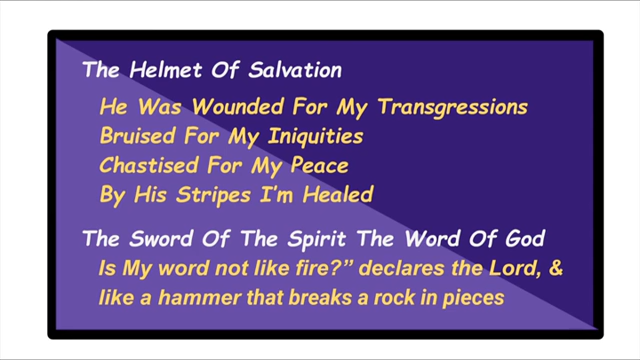 The Helmet Of Salvation
He Was Wounded For My Transgressions
Bruised For My Iniquities
Chastised For My Peace
By His Stripes I'm Healed
The Sword Of The Spirit The Word Of God
Is My word not like fire?” declares the Lord, &
like a hammer that breaks a rock in pieces